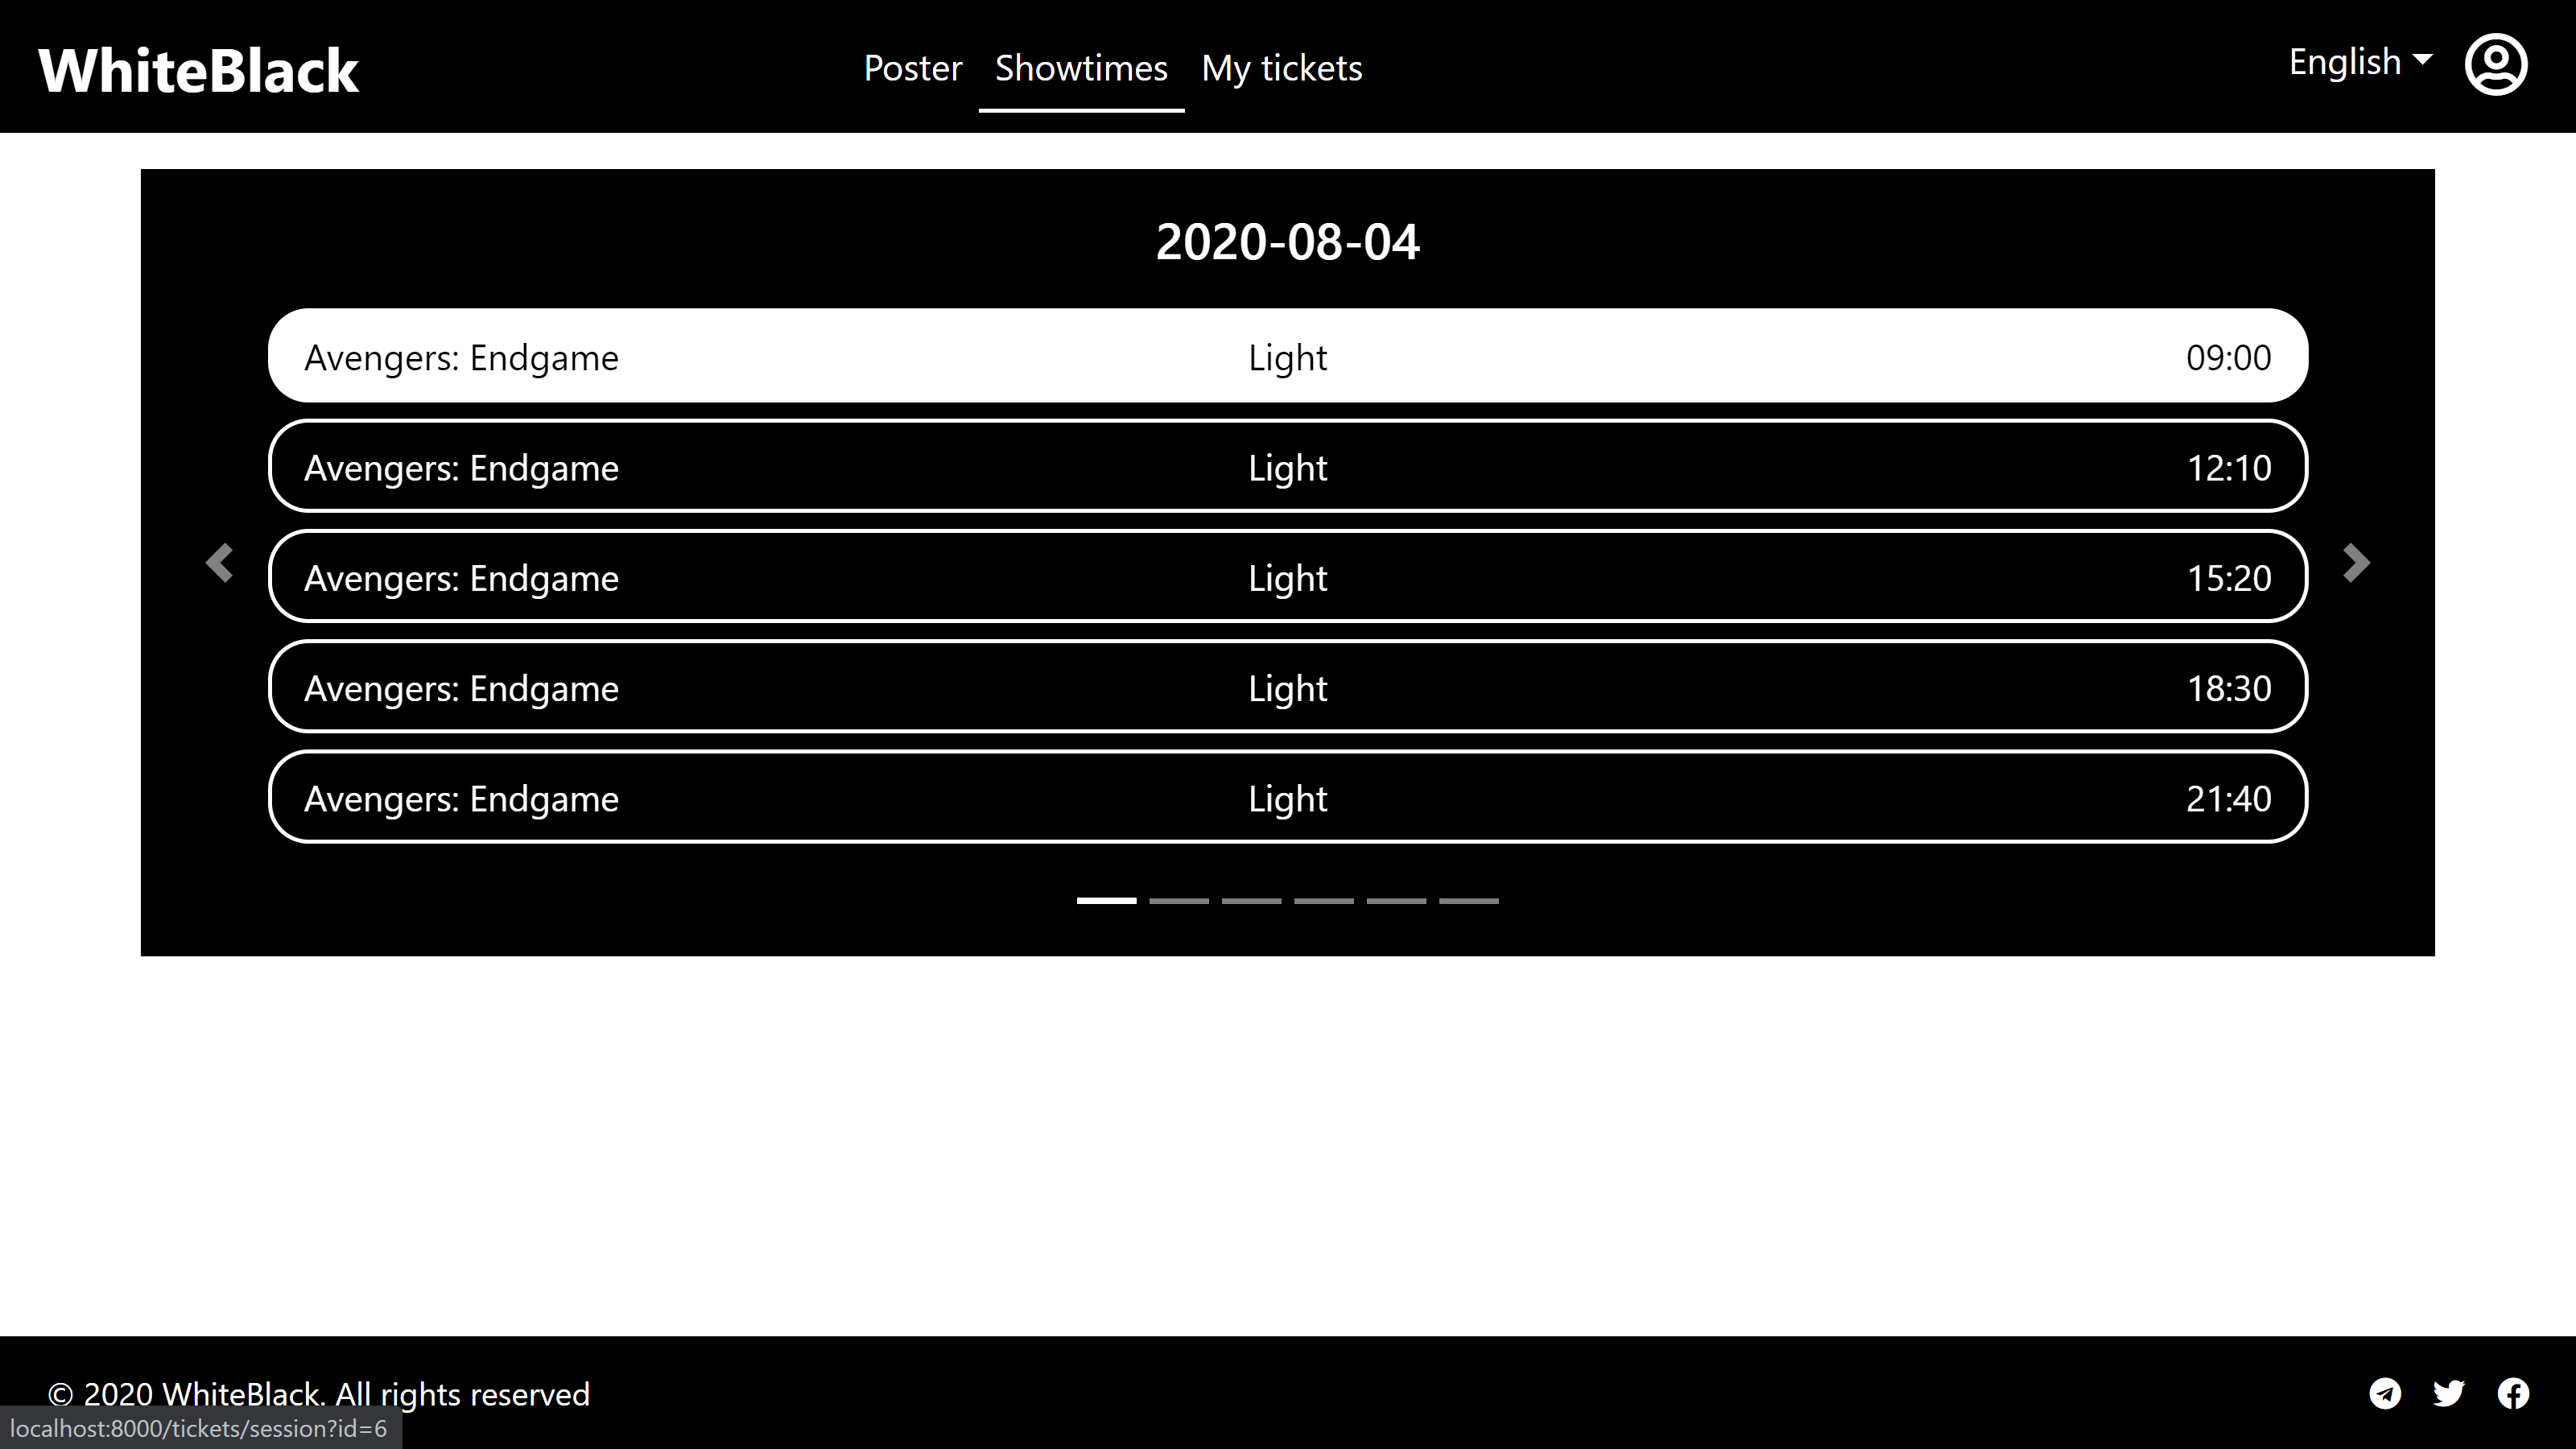 WhiteBlack
Poster Showtimes My tickets
English
2020-08-04
Avengers: Endgame Light 09:00
Avengers: Endgame Light 12:10
Avengers: Endgame Light 15:20
Avengers: Endgame Light 18:30
Avengers: Endgame Light 21:40
© 2020 WhiteBlack. All rights reserved
localhost:8000/tickets/session?id=6